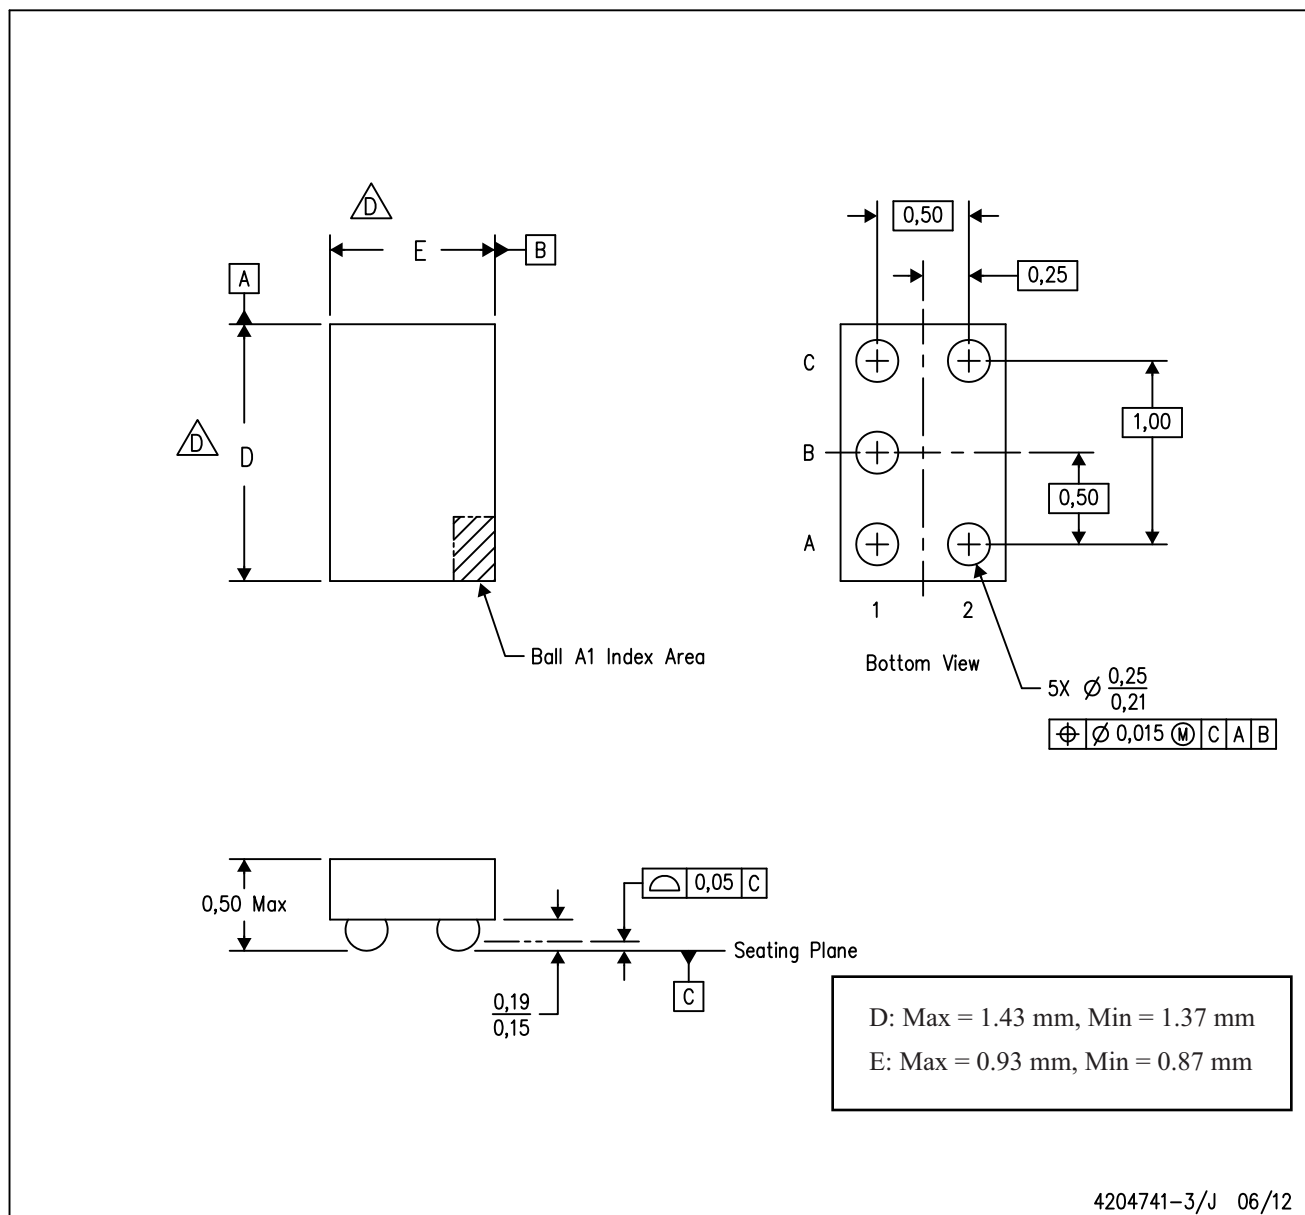 D
E
B
A
D
D
Ball A1 Index Area
0,50
0,25
C
B
A
1,00
0,50
1 2
Bottom View
5X Ø 0,25
0,21
⌖ Ø 0,015 Ⓜ C A B
0,50 Max
⌓ 0,05 C
Seating Plane
C
0,19
0,15
D: Max = 1.43 mm, Min = 1.37 mm
E: Max = 0.93 mm, Min = 0.87 mm
4204741-3/J 06/12